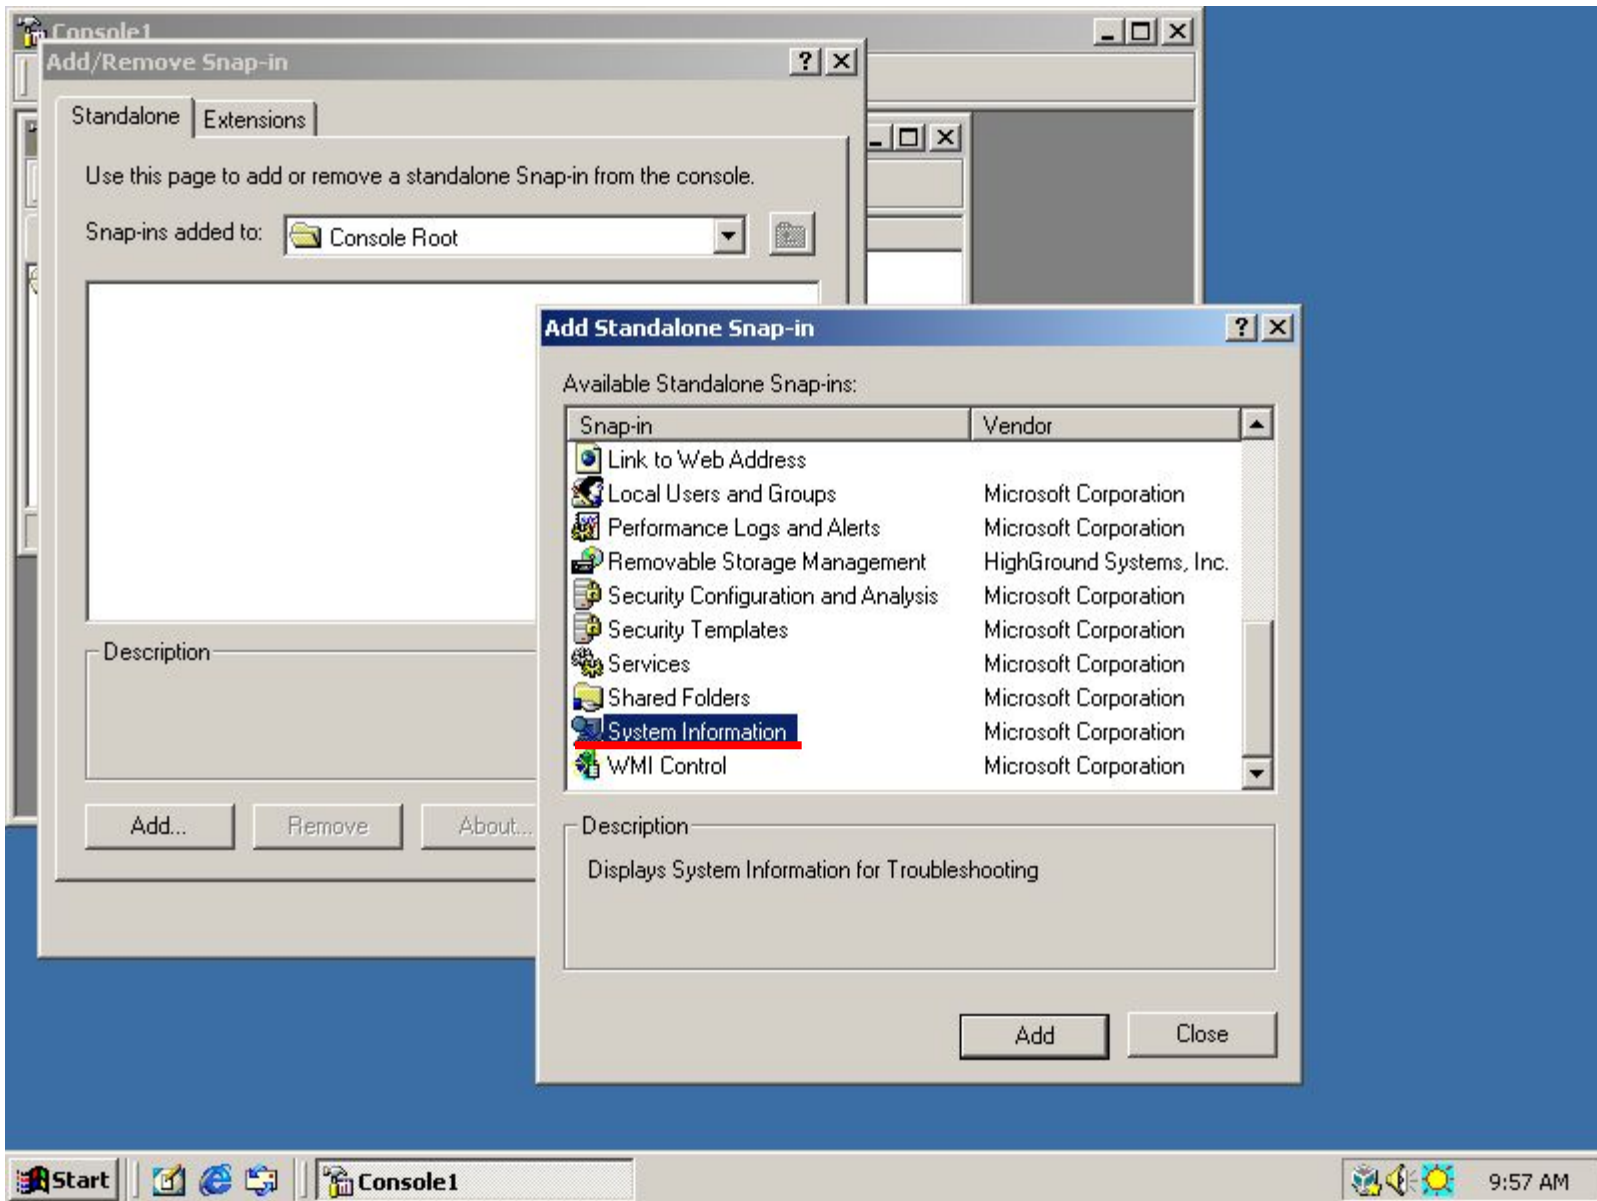 Console1
Add/Remove Snap-in
Standalone
Extensions
Use this page to add or remove a standalone Snap-in from the console.
Snap-ins added to:
Console Root
Description
Add...
Remove
About...
Add Standalone Snap-in
Available Standalone Snap-ins:
Snap-in Vendor
Link to Web Address
Local Users and Groups Microsoft Corporation
Performance Logs and Alerts Microsoft Corporation
Removable Storage Management HighGround Systems, Inc.
Security Configuration and Analysis Microsoft Corporation
Security Templates Microsoft Corporation
Services Microsoft Corporation
Shared Folders Microsoft Corporation
System Information Microsoft Corporation
WMI Control Microsoft Corporation
Description
Displays System Information for Troubleshooting
Add
Close
Start
Console1
9:57 AM